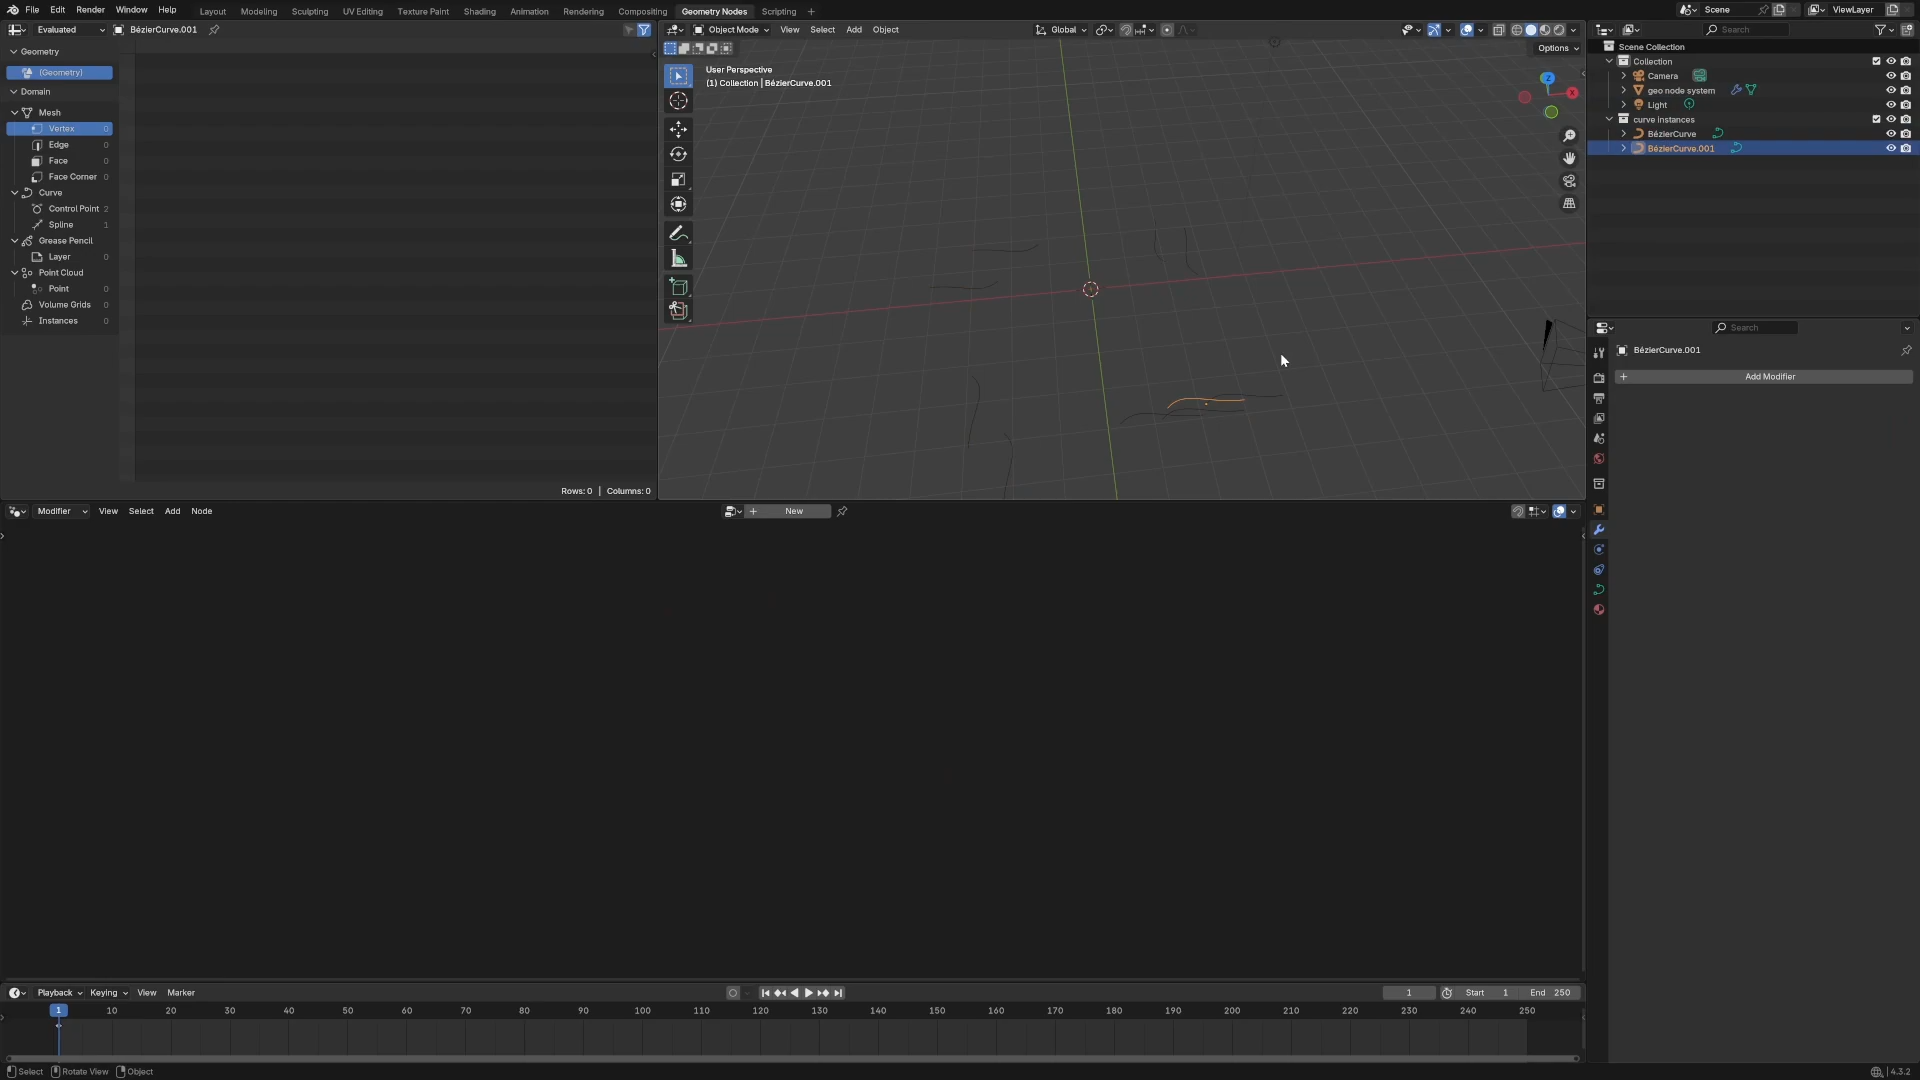 File Edit Render Window Help Layout Modeling Sculpting UV Editing Texture Paint Shading Animation Rendering Compositing Geometry Nodes Scripting + Scene ViewLayer
Evaluated BézierCurve.001
Object Mode View Select Add Object Global
Options
Search
Geometry
(Geometry)
Domain
Mesh
Vertex 0
Edge 0
Face 0
Face Corner 0
Curve
Control Point 2
Spline 1
Grease Pencil
Layer 0
Point Cloud
Point 0
Volume Grids 0
Instances 0
Rows: 0 | Columns: 0
User Perspective
(1) Collection | BézierCurve.001
Z
X
Scene Collection
Collection
Camera
geo node system
Light
curve instances
BézierCurve
BézierCurve.001
Search
BézierCurve.001
+ Add Modifier
Modifier View Select Add Node + New
Playback Keying View Marker 1 Start 1 End 250
1 10 20 30 40 50 60 70 80 90 100 110 120 130 140 150 160 170 180 190 200 210 220 230 240 250
Select Rotate View Object 4.3.2